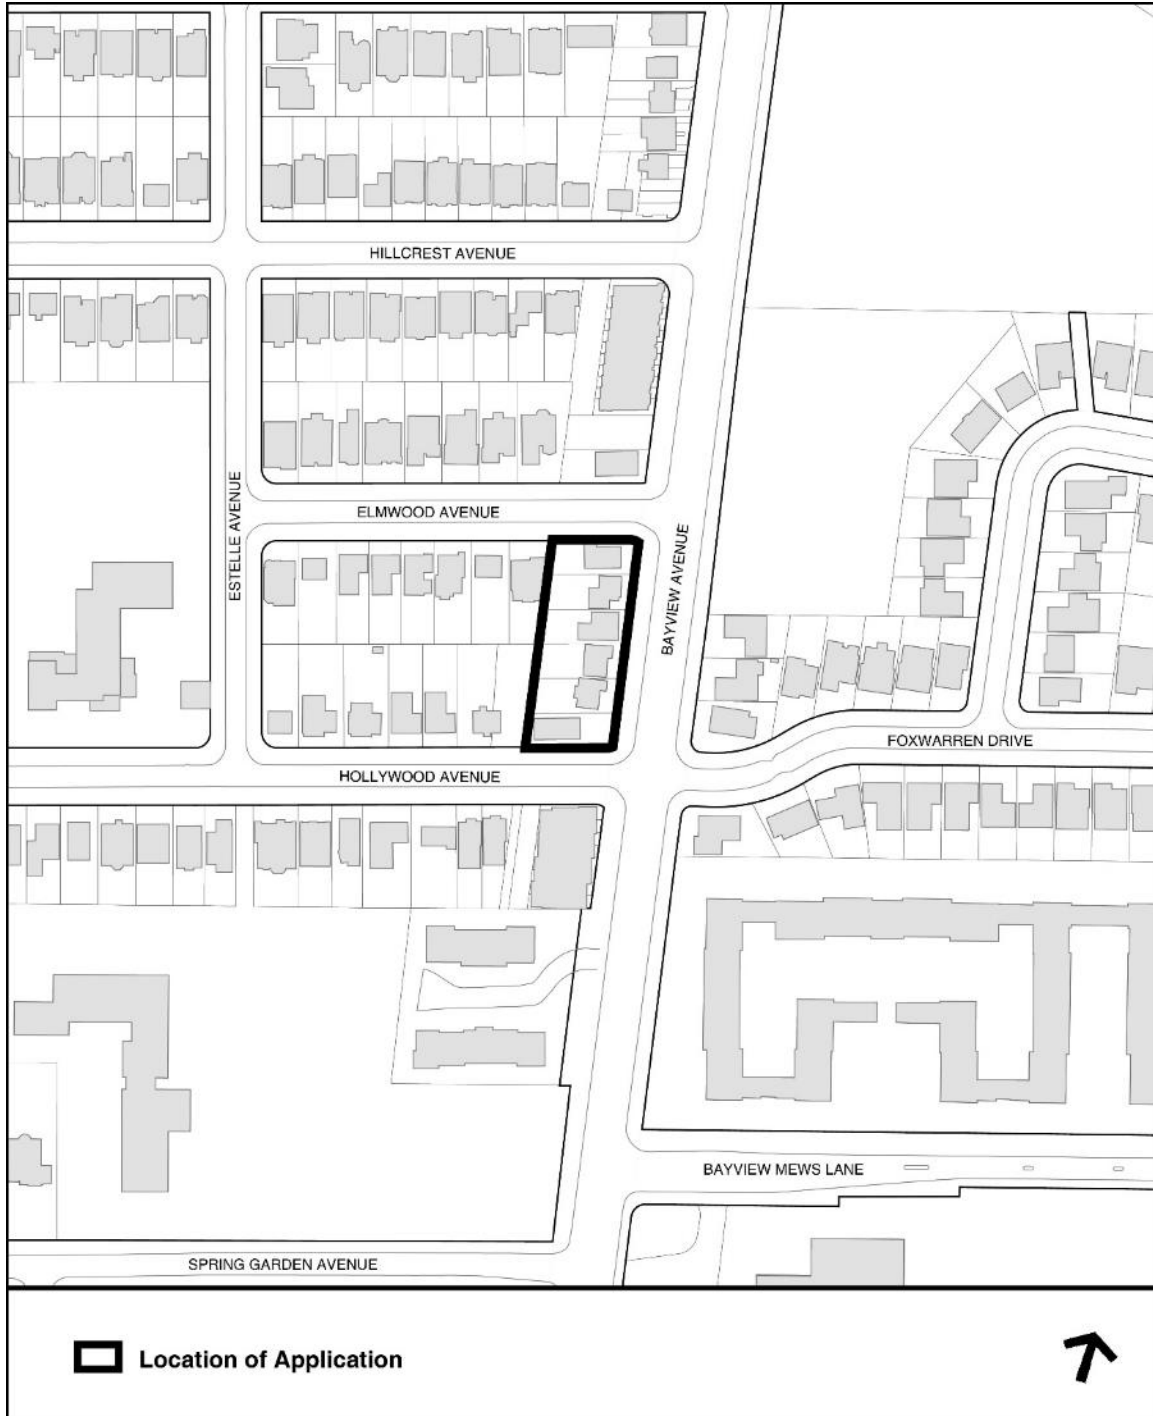 HILLCREST AVENUE
ESTELLE AVENUE
ELMWOOD AVENUE
BAYVIEW AVENUE
FOXWARREN DRIVE
HOLLYWOOD AVENUE
BAYVIEW MEWS LANE
SPRING GARDEN AVENUE
Location of Application